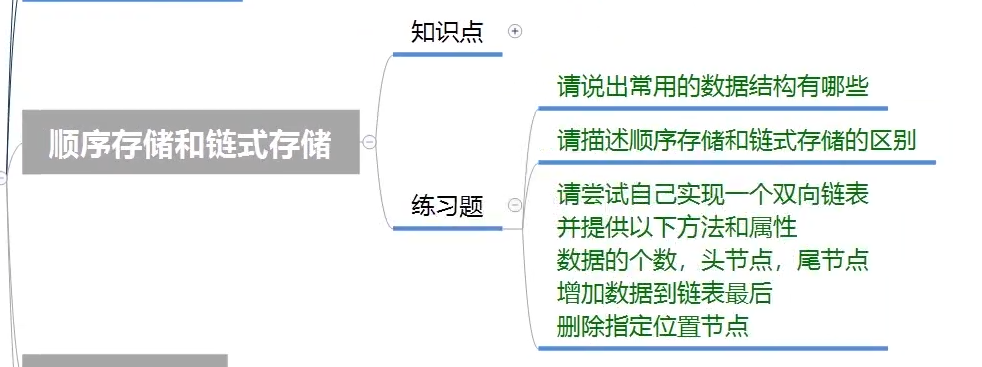 知识点
请说出常用的数据结构有哪些
顺序存储和链式存储
请描述顺序存储和链式存储的区别
练习题
请尝试自己实现一个双向链表
并提供以下方法和属性
数据的个数，头节点，尾节点
增加数据到链表最后
删除指定位置节点